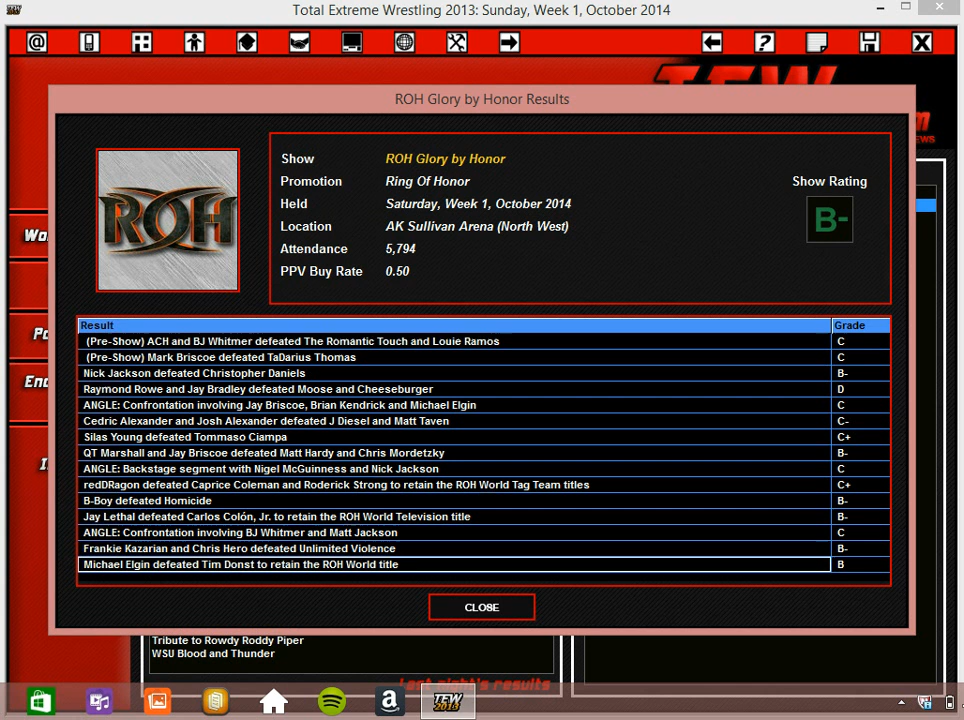 TEW
Total Extreme Wrestling 2013: Sunday, Week 1, October 2014
@
?
X
TEW
NEWS
ROH Glory by Honor Results
ROH
Show ROH Glory by Honor
Promotion Ring Of Honor
Held Saturday, Week 1, October 2014
Location AK Sullivan Arena (North West)
Attendance 5,794
PPV Buy Rate 0.50
Show Rating
B-
Result Grade
(Pre-Show) ACH and BJ Whitmer defeated The Romantic Touch and Louie Ramos C
(Pre-Show) Mark Briscoe defeated TaDarius Thomas C
Nick Jackson defeated Christopher Daniels B-
Raymond Rowe and Jay Bradley defeated Moose and Cheeseburger D
ANGLE: Confrontation involving Jay Briscoe, Brian Kendrick and Michael Elgin C
Cedric Alexander and Josh Alexander defeated J Diesel and Matt Taven C-
Silas Young defeated Tommaso Ciampa C+
QT Marshall and Jay Briscoe defeated Matt Hardy and Chris Mordetzky B-
ANGLE: Backstage segment with Nigel McGuinness and Nick Jackson C
redDRagon defeated Caprice Coleman and Roderick Strong to retain the ROH World Tag Team titles C+
B-Boy defeated Homicide B-
Jay Lethal defeated Carlos Colón, Jr. to retain the ROH World Television title B-
ANGLE: Confrontation involving BJ Whitmer and Matt Jackson C
Frankie Kazarian and Chris Hero defeated Unlimited Violence B-
Michael Elgin defeated Tim Donst to retain the ROH World title B
CLOSE
Wo
Po
Enc
Tribute to Rowdy Roddy Piper
WSU Blood and Thunder
Last night's results
a
TEW
2013